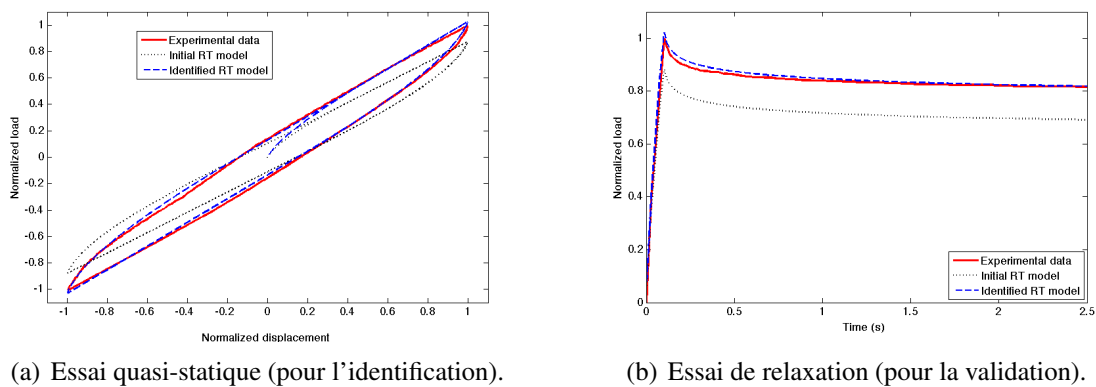 1
0.8
0.6
0.4
0.2
0
-0.2
-0.4
-0.6
-0.8
-1
Normalized load
Experimental data
Initial RT model
Identified RT model
-1 -0.8 -0.6 -0.4 -0.2 0 0.2 0.4 0.6 0.8 1
Normalized displacement
(a) Essai quasi-statique (pour l'identification).
1
0.8
0.6
0.4
0.2
0
Normalized load
Experimental data
Initial RT model
Identified RT model
0 0.5 1 1.5 2 2.5
Time (s)
(b) Essai de relaxation (pour la validation).